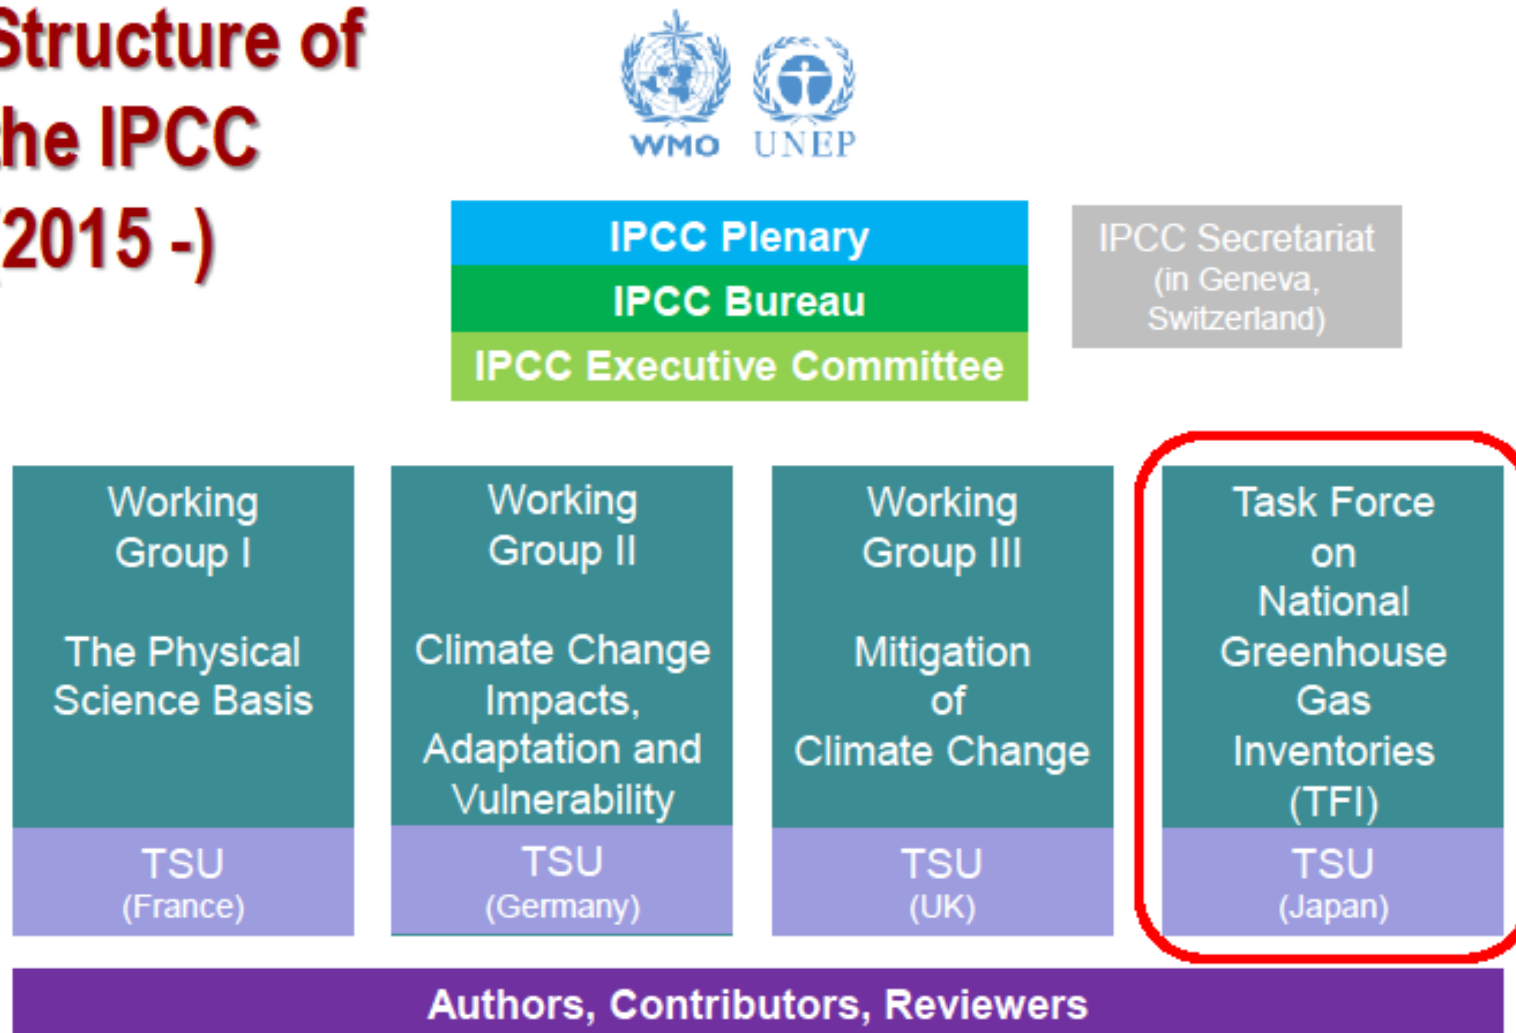 Structure of
the IPCC
(2015 -)
WMO
UNEP
IPCC Plenary
IPCC Bureau
IPCC Executive Committee
IPCC Secretariat
(in Geneva,
Switzerland)
Working
Group I
The Physical
Science Basis
TSU
(France)
Working
Group II
Climate Change
Impacts,
Adaptation and
Vulnerability
TSU
(Germany)
Working
Group III
Mitigation
of
Climate Change
TSU
(UK)
Task Force
on
National
Greenhouse
Gas
Inventories
(TFI)
TSU
(Japan)
Authors, Contributors, Reviewers